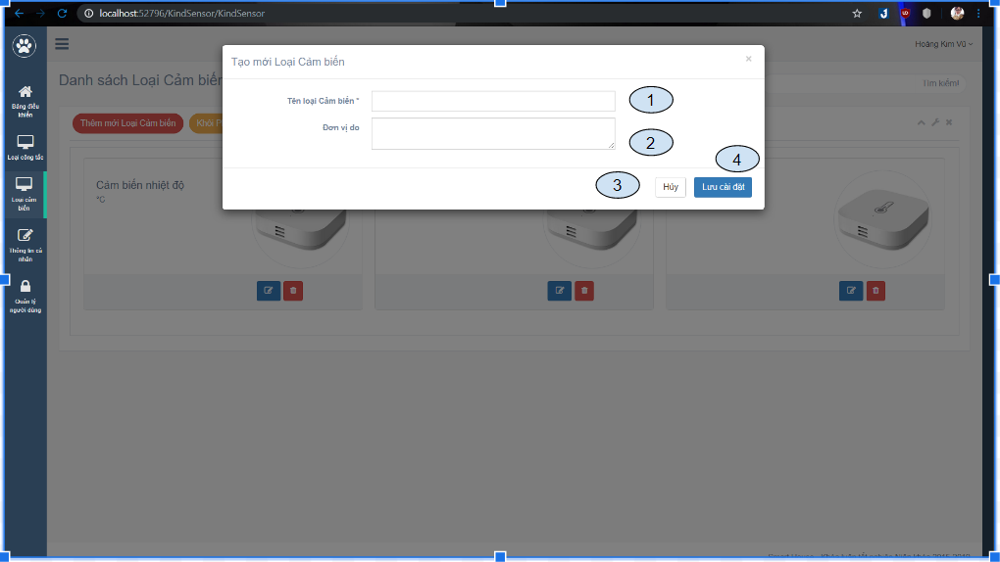 localhost:52796/KindSensor/KindSensor
Hoàng Kim Vũ
Tạo mới Loại Cảm biến
×
Danh sách Loại Cảm biến
Tìm kiếm!
Tên loại Cảm biến *
1
Đơn vị đo
2
Thêm mới Loại Cảm biến
Khôi
4
3
Hủy
Lưu cài đặt
Cảm biến nhiệt độ
°C
Bảng điều
khiển
Loại công tắc
Loại cảm
biến
Thông tin cá
nhân
Quản lý
người dùng